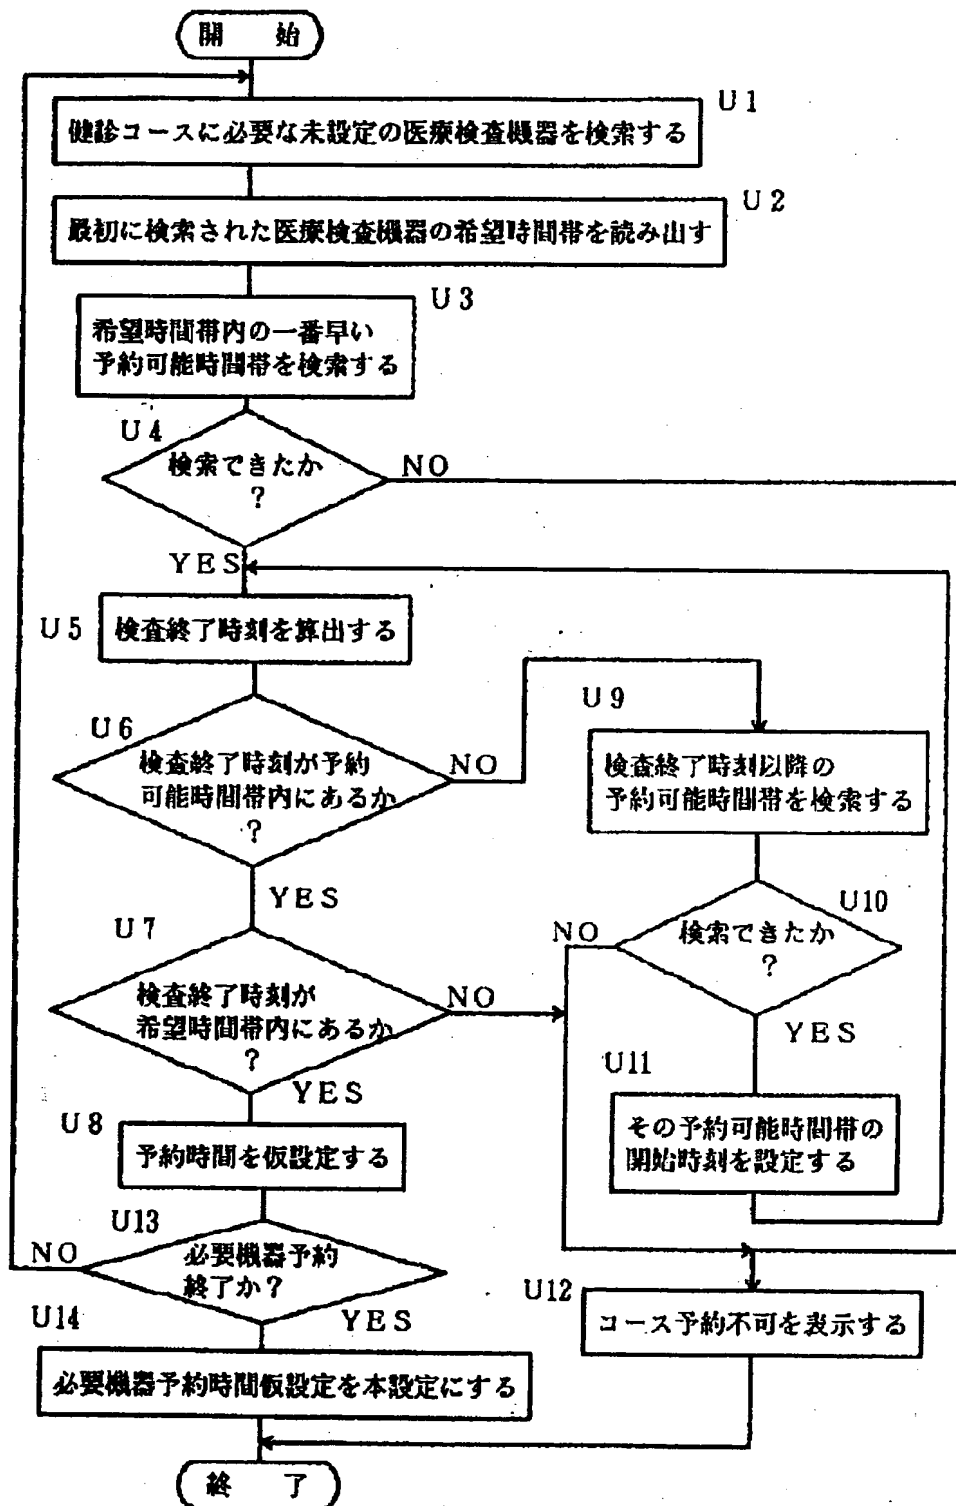 開 始
U1
健診コースに必要な未設定の医療検査機器を検索する
U2
最初に検索された医療検査機器の希望時間帯を読み出す
U3
希望時間帯内の一番早い
予約可能時間帯を検索する
U4
検索できたか
?
NO
YES
U5
検査終了時刻を算出する
U6
検査終了時刻が予約
可能時間帯内にあるか
?
NO
YES
U9
検査終了時刻以降の
予約可能時間帯を検索する
U10
検索できたか
?
NO
YES
U7
検査終了時刻が
希望時間帯内にあるか
?
NO
YES
U11
その予約可能時間帯の
開始時刻を設定する
U8
予約時間を仮設定する
U13
必要機器予約
終了か?
NO
YES
U12
コース予約不可を表示する
U14
必要機器予約時間仮設定を本設定にする
終 了